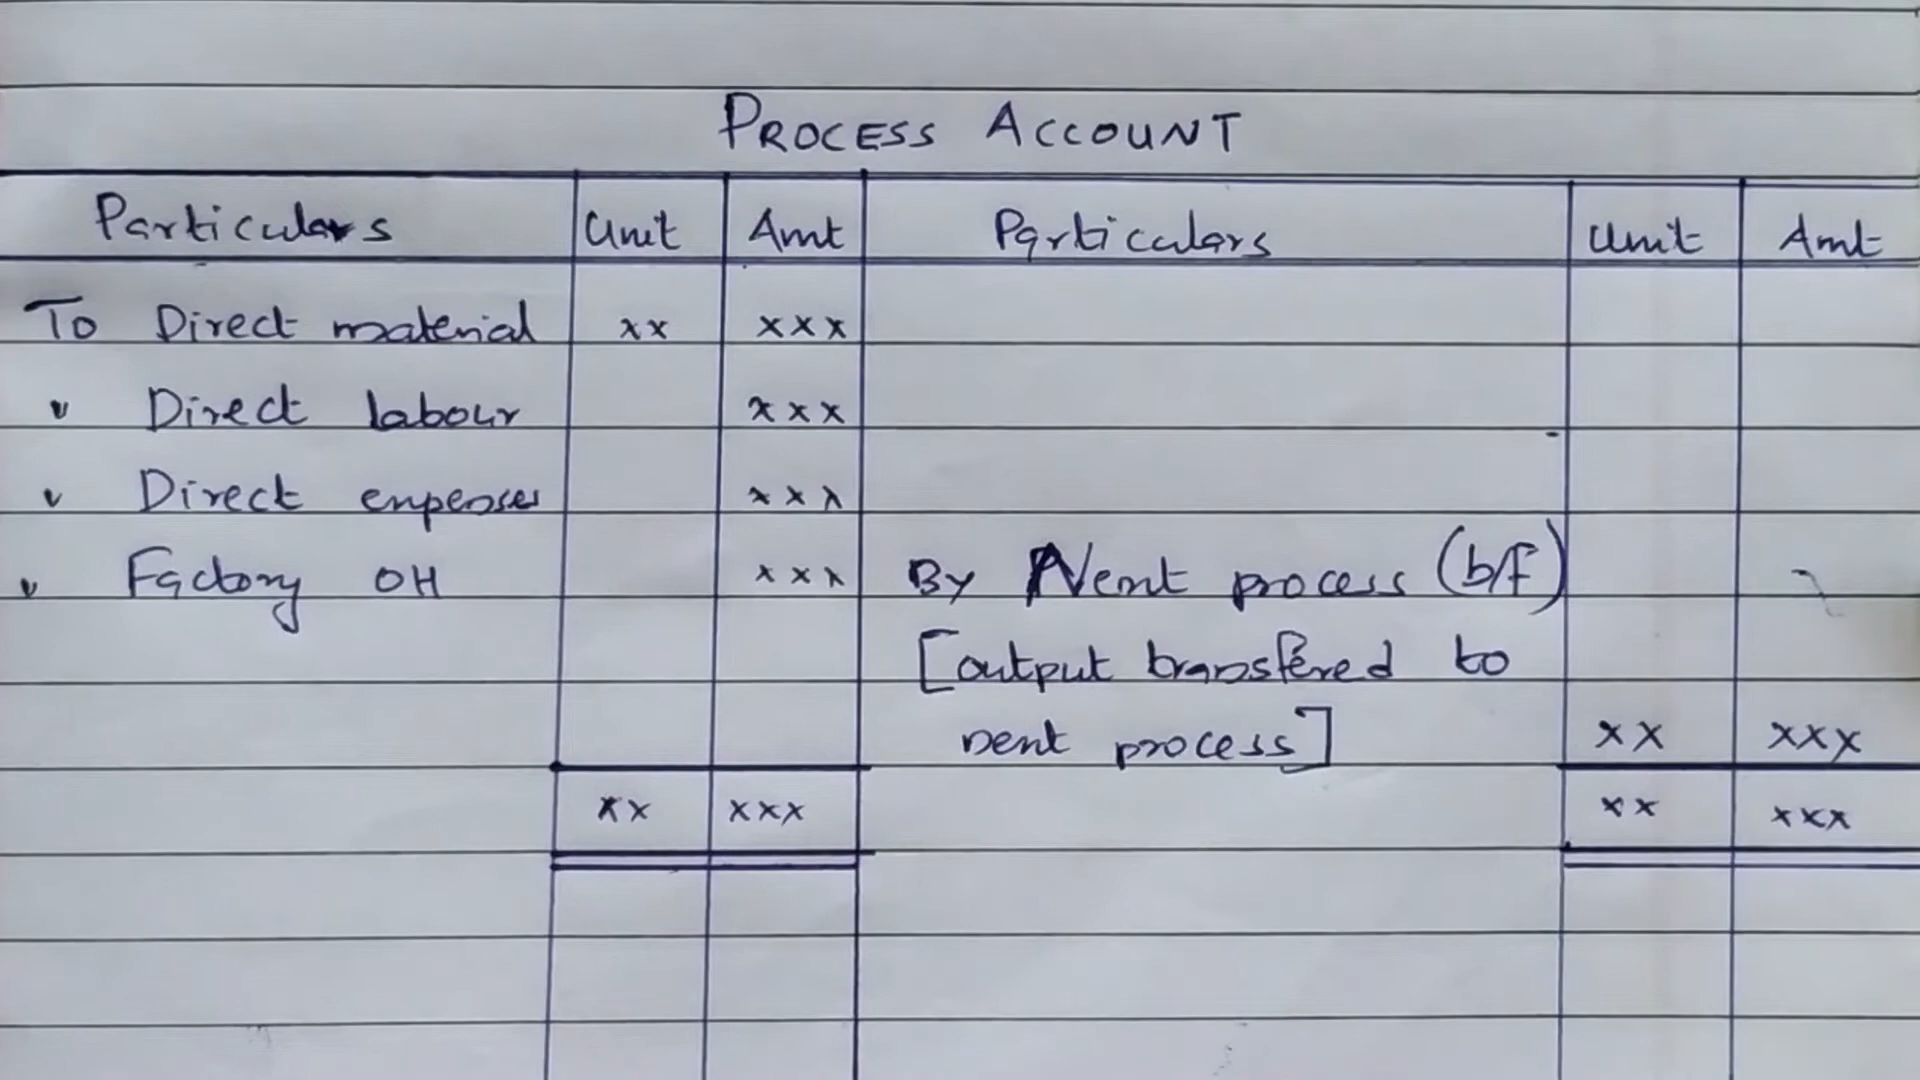 PROCESS ACCOUNT
Particulars Unit Amt Particulars Unit Amt
To Direct material xx xxx
" Direct labour xxx
" Direct expenses xxx
" Factory OH xxx By Next process (b/f)
[output transfered to
next process] xx xxx
xx xxx xx xxx